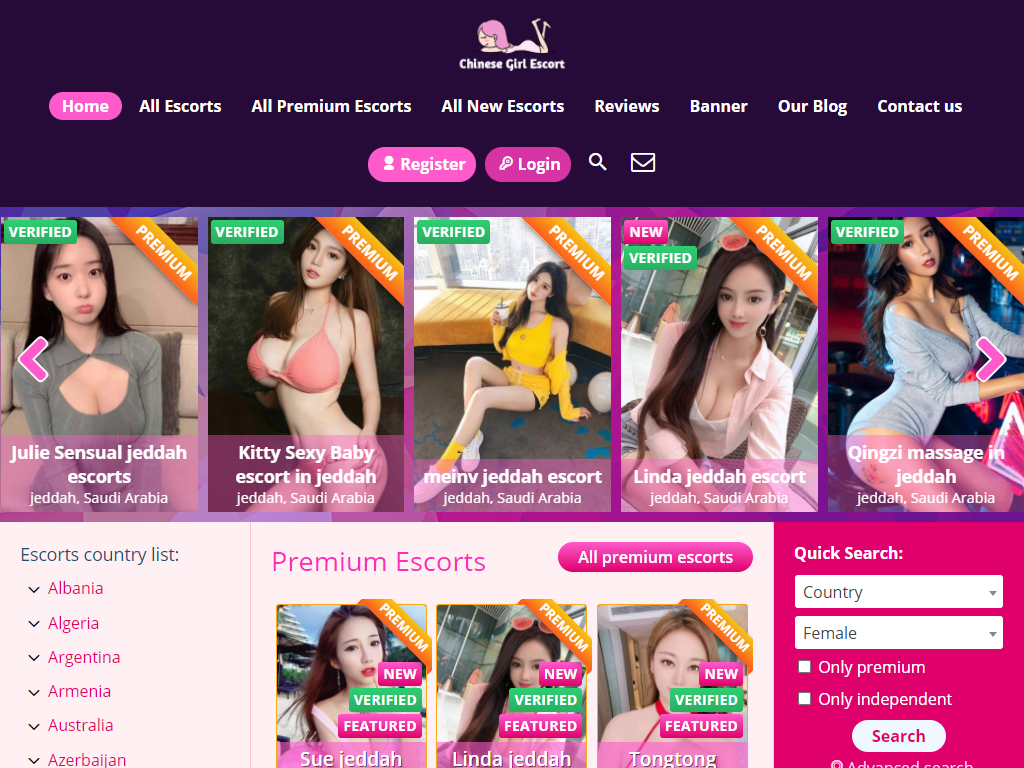 Chinese Girl Escort
Home
All Escorts
All Premium Escorts
All New Escorts
Reviews
Banner
Our Blog
Contact us
Register
Login
VERIFIED
PREMIUM
Julie Sensual jeddah
escorts
jeddah, Saudi Arabia
VERIFIED
PREMIUM
Kitty Sexy Baby
escort in jeddah
jeddah, Saudi Arabia
VERIFIED
PREMIUM
meinv jeddah escort
jeddah, Saudi Arabia
NEW
VERIFIED
PREMIUM
Linda jeddah escort
jeddah, Saudi Arabia
VERIFIED
PREMIUM
Qingzi massage in
jeddah
jeddah, Saudi Arabia
Escorts country list:
Albania
Algeria
Argentina
Armenia
Australia
Azerbaijan
Premium Escorts
All premium escorts
PREMIUM
NEW
VERIFIED
FEATURED
Sue jeddah
PREMIUM
NEW
VERIFIED
FEATURED
Linda jeddah
PREMIUM
NEW
VERIFIED
FEATURED
Tongtong
Quick Search:
Country
Female
Only premium
Only independent
Search
Advanced search